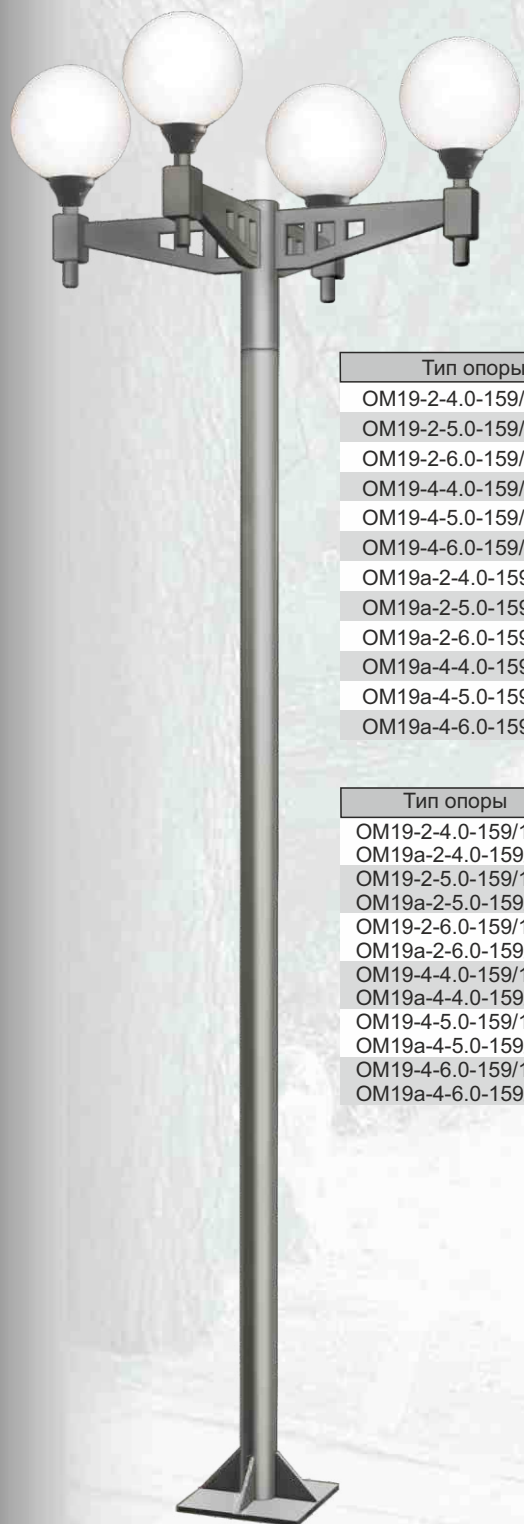 Тип опоры
ОМ19-2-4.0-159/
ОМ19-2-5.0-159/
ОМ19-2-6.0-159/
ОМ19-4-4.0-159/
ОМ19-4-5.0-159/
ОМ19-4-6.0-159/
ОМ19а-2-4.0-159
ОМ19а-2-5.0-159
ОМ19а-2-6.0-159
ОМ19а-4-4.0-159
ОМ19а-4-5.0-159
ОМ19а-4-6.0-159
Тип опоры
ОМ19-2-4.0-159/1
ОМ19а-2-4.0-159
ОМ19-2-5.0-159/1
ОМ19а-2-5.0-159
ОМ19-2-6.0-159/1
ОМ19а-2-6.0-159
ОМ19-4-4.0-159/1
ОМ19а-4-4.0-159
ОМ19-4-5.0-159/1
ОМ19а-4-5.0-159
ОМ19-4-6.0-159/1
ОМ19а-4-6.0-159